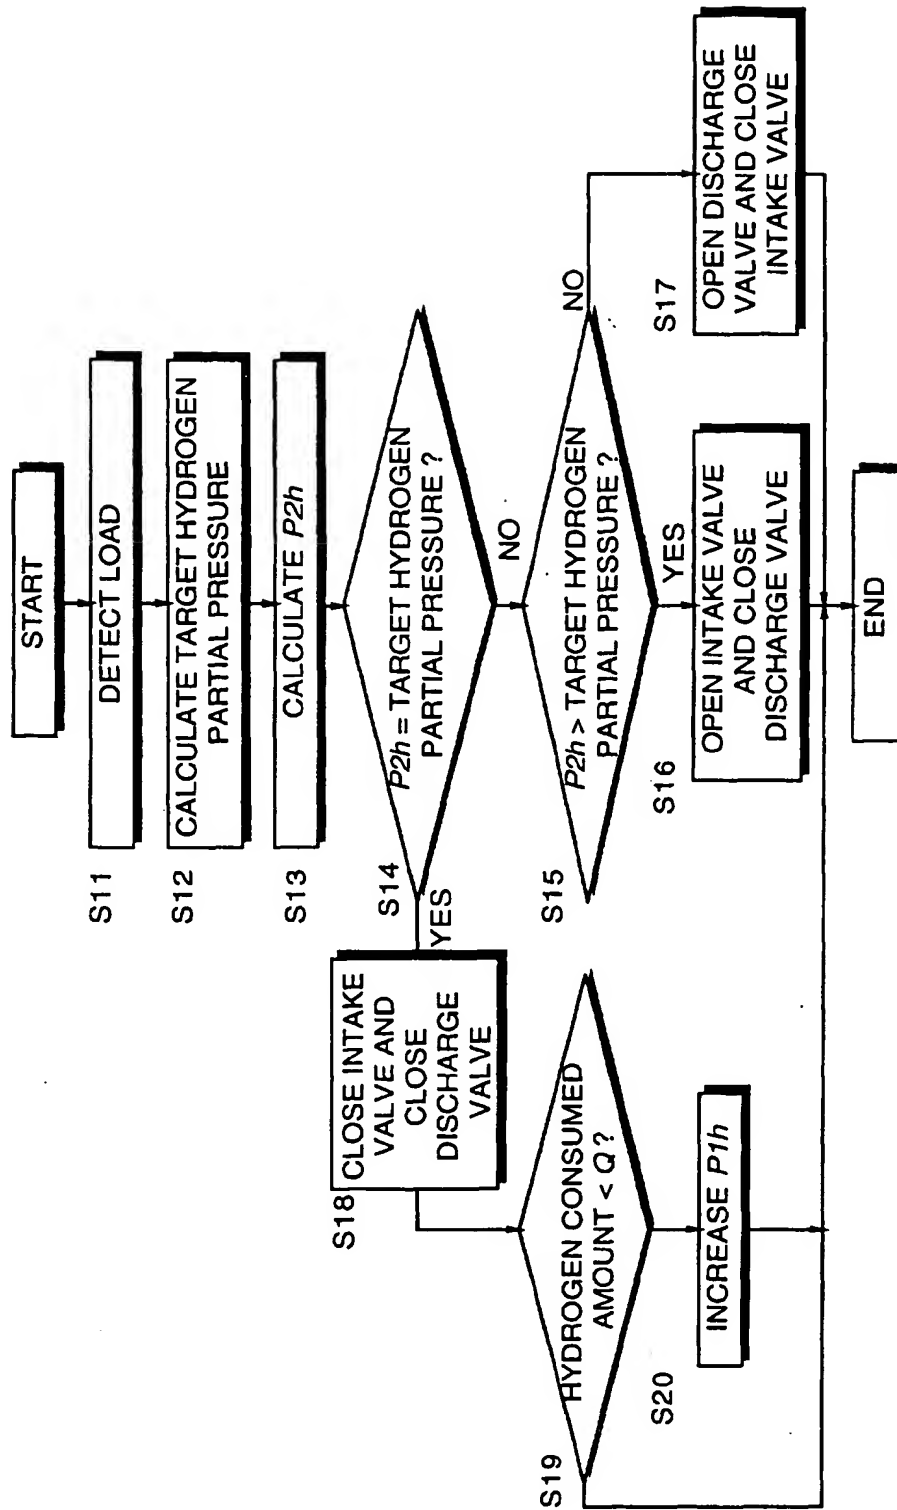 START
S11
DETECT LOAD
S12
CALCULATE TARGET HYDROGEN
PARTIAL PRESSURE
S13
CALCULATE P2h
S14
P2h = TARGET HYDROGEN
PARTIAL PRESSURE ?
YES
NO
S18
CLOSE INTAKE
VALVE AND
CLOSE
DISCHARGE
VALVE
S15
P2h > TARGET HYDROGEN
PARTIAL PRESSURE ?
NO
YES
S19
HYDROGEN CONSUMED
AMOUNT < Q ?
S20
INCREASE P1h
S16
OPEN INTAKE VALVE
AND CLOSE
DISCHARGE VALVE
S17
OPEN DISCHARGE
VALVE AND CLOSE
INTAKE VALVE
END